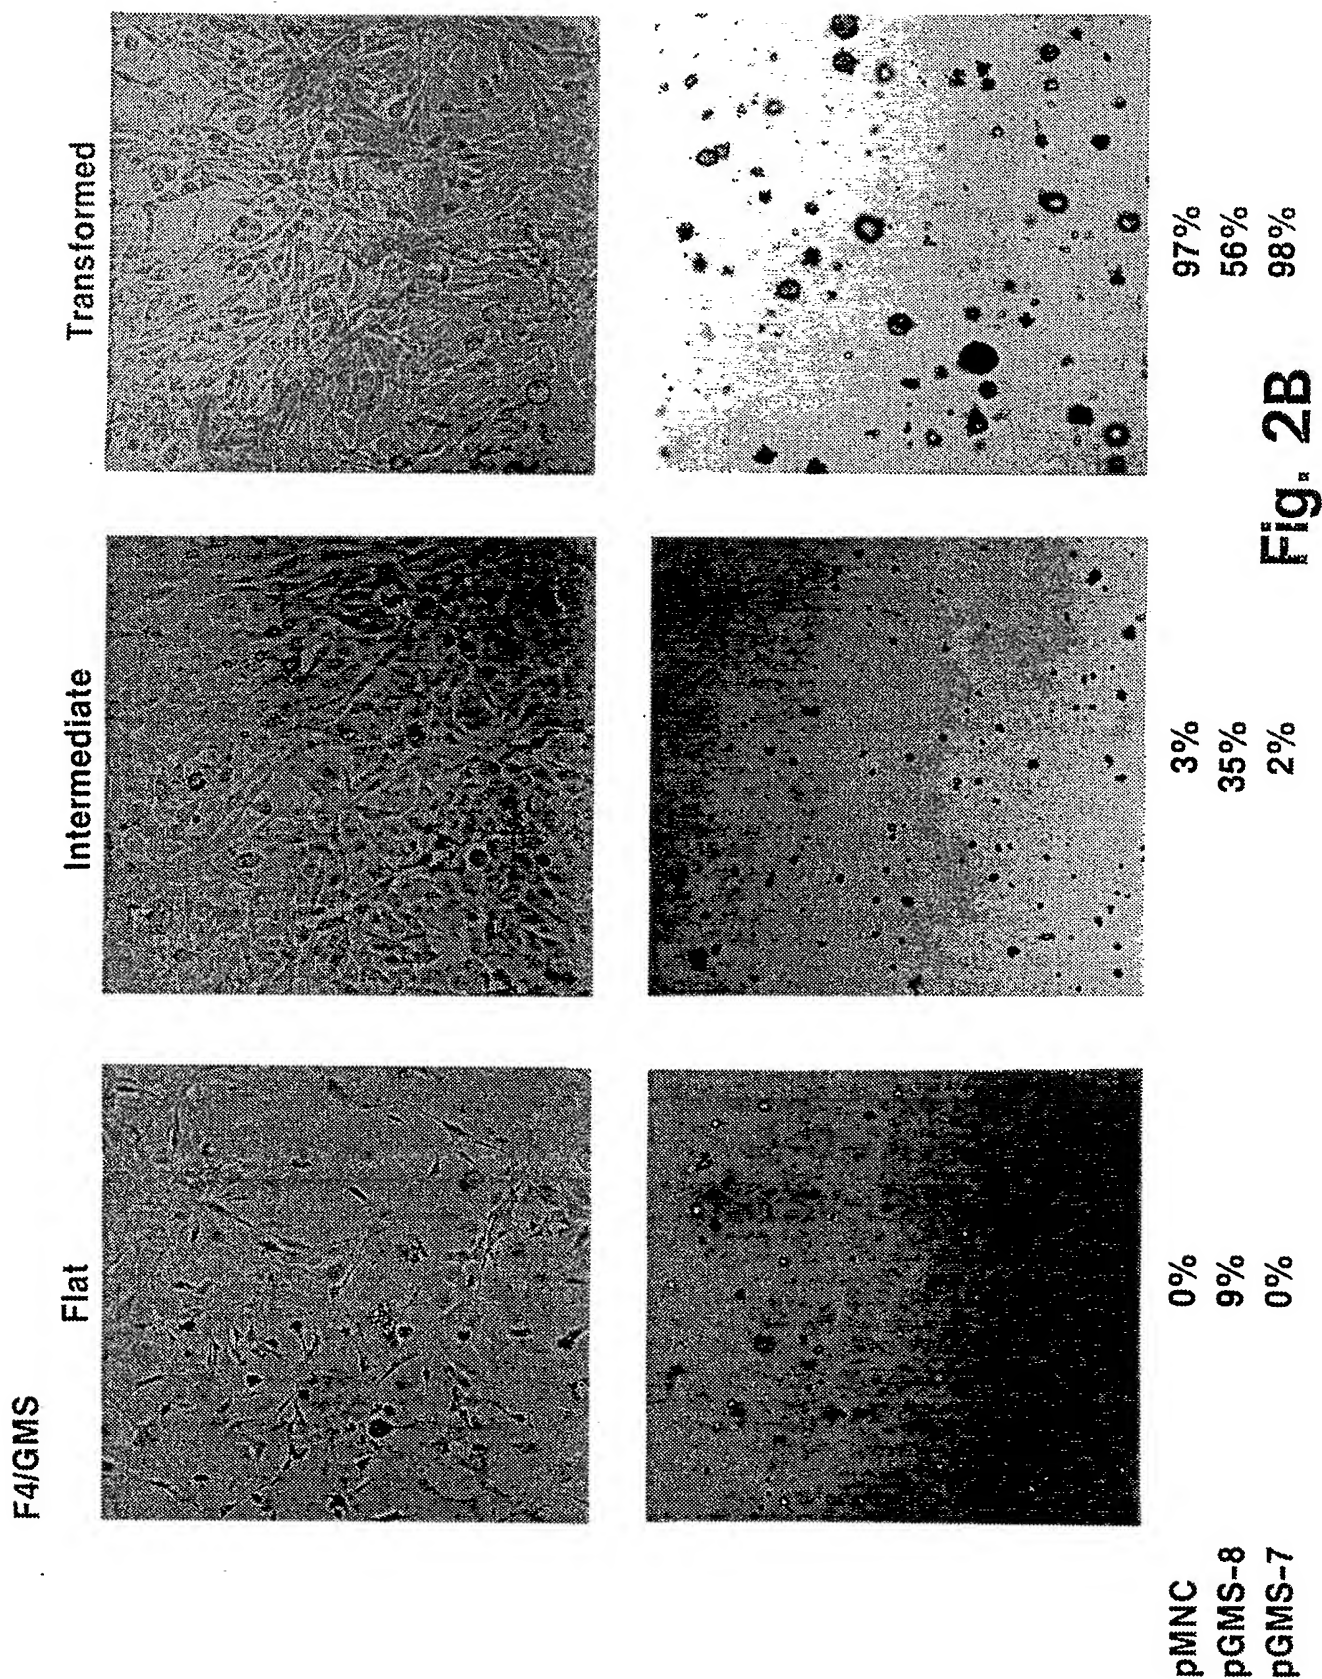 F4/GMS
Flat Intermediate Transformed
pMNC 0% 3% 97%
pGMS-8 9% 35% 56%
pGMS-7 0% 2% 98%
Fig. 2B